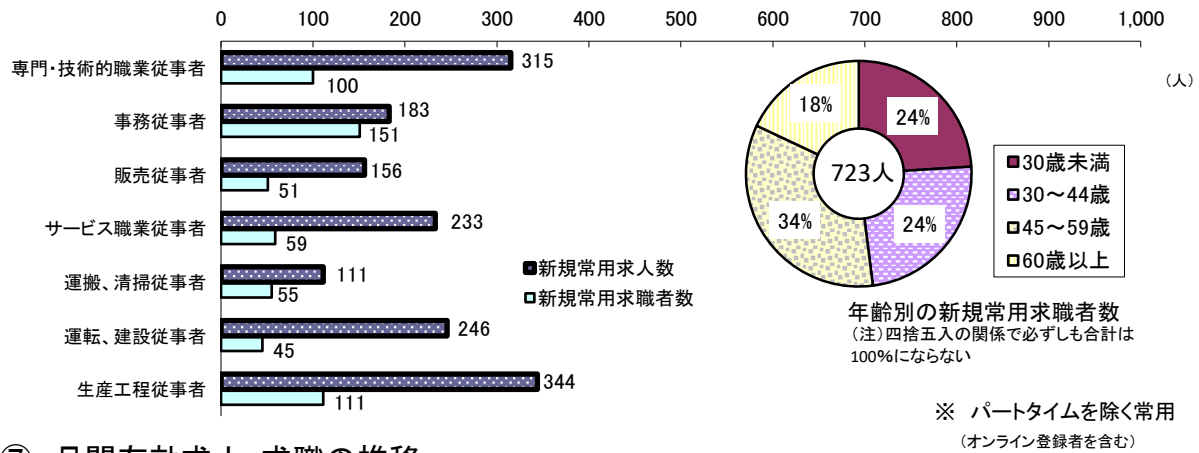 0 100 200 300 400 500 600 700 800 900 1,000
(人)
専門・技術的職業従事者
315
100
事務従事者
183
151
販売従事者
156
51
サービス職業従事者
233
59
運搬、清掃従事者
111
55
運転、建設従事者
246
45
生産工程従事者
344
111
新規常用求人数
新規常用求職者数
18%
24%
723人
34%
24%
30歳未満
30～44歳
45～59歳
60歳以上
年齢別の新規常用求職者数
(注)四捨五入の関係で必ずしも合計は
100%にならない
※ パートタイムを除く常用
(オンライン登録者を含む)